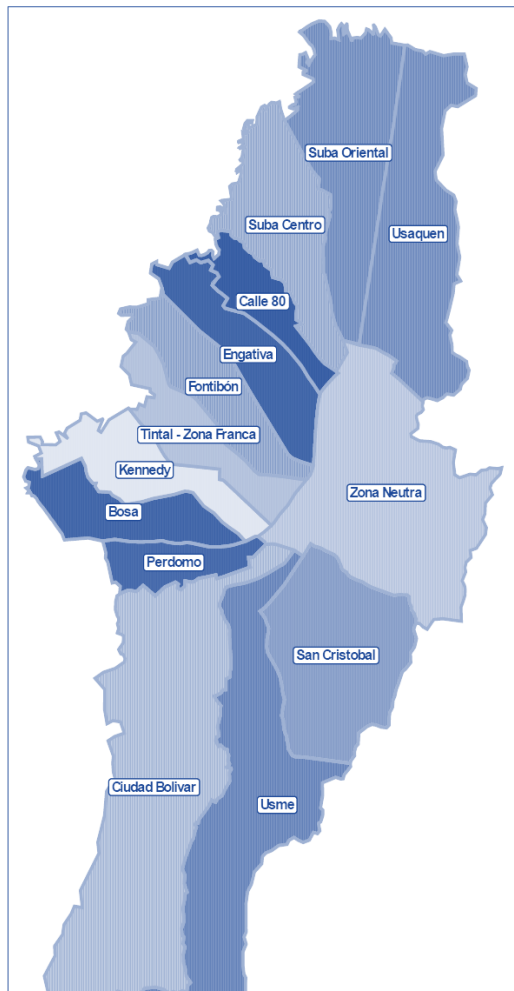 Suba Oriental
Suba Centro
Usaquen
Calle 80
Engativa
Fontibón
Tintal - Zona Franca
Kennedy
Zona Neutra
Bosa
Perdomo
San Cristobal
Ciudad Bolivar
Usme